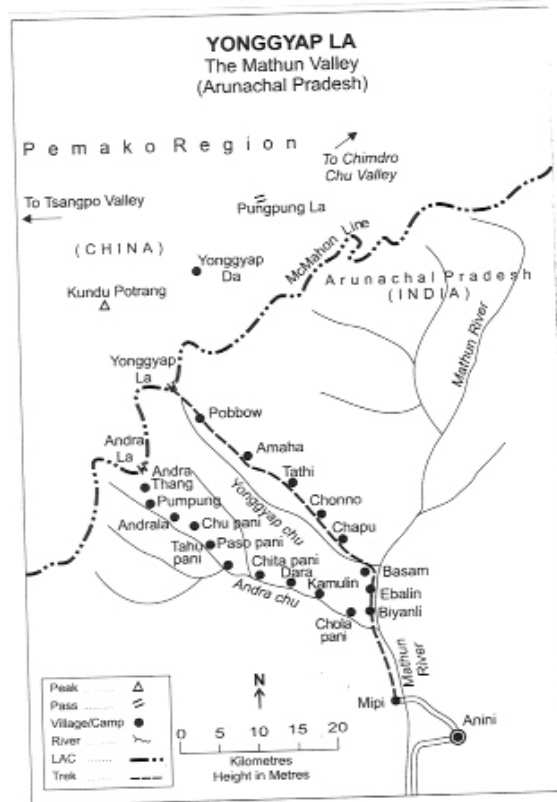 YONGGYAP LA
The Mathun Valley
(Arunachal Pradesh)
Pemako Region
To Chimdro
Chu Valley
To Tsangpo Valley
Pungpung La
(CHINA)
McMahon Line
Yonggyap
Da
Arunachal Pradesh
(INDIA)
Kundu Potrang
Mathun River
Yonggyap
La
Pobbow
Andra
La
Amaha
Andra
Thang
Tathi
Yonggyap chu
Pumpung
Chonno
Andrala
Chu pani
Chapu
Tahu
pani
Paso pani
Chita pani
Basam
Dara
Ebalin
Andra chu
Kamulin
Biyanli
Chola
pani
Mathun
River
N
Mipi
Anini
Peak ........
Pass ........
Village/Camp
River ........
LAC ........
Trek ........
0 5 10 15 20
Kilometres
Height in Metres